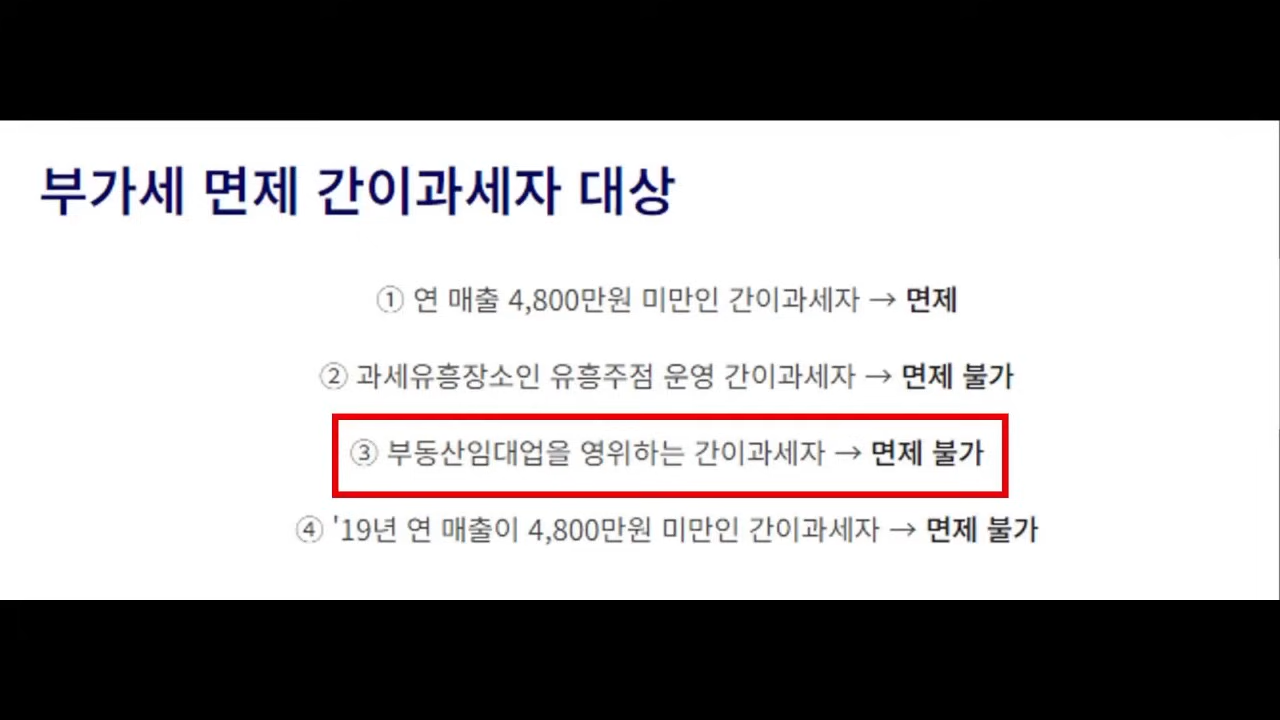 부가세 면제 간이과세자 대상
① 연 매출 4,800만원 미만인 간이과세자 → 면제
② 과세유흥장소인 유흥주점 운영 간이과세자 → 면제 불가
③ 부동산임대업을 영위하는 간이과세자 → 면제 불가
④ '19년 연 매출이 4,800만원 미만인 간이과세자 → 면제 불가